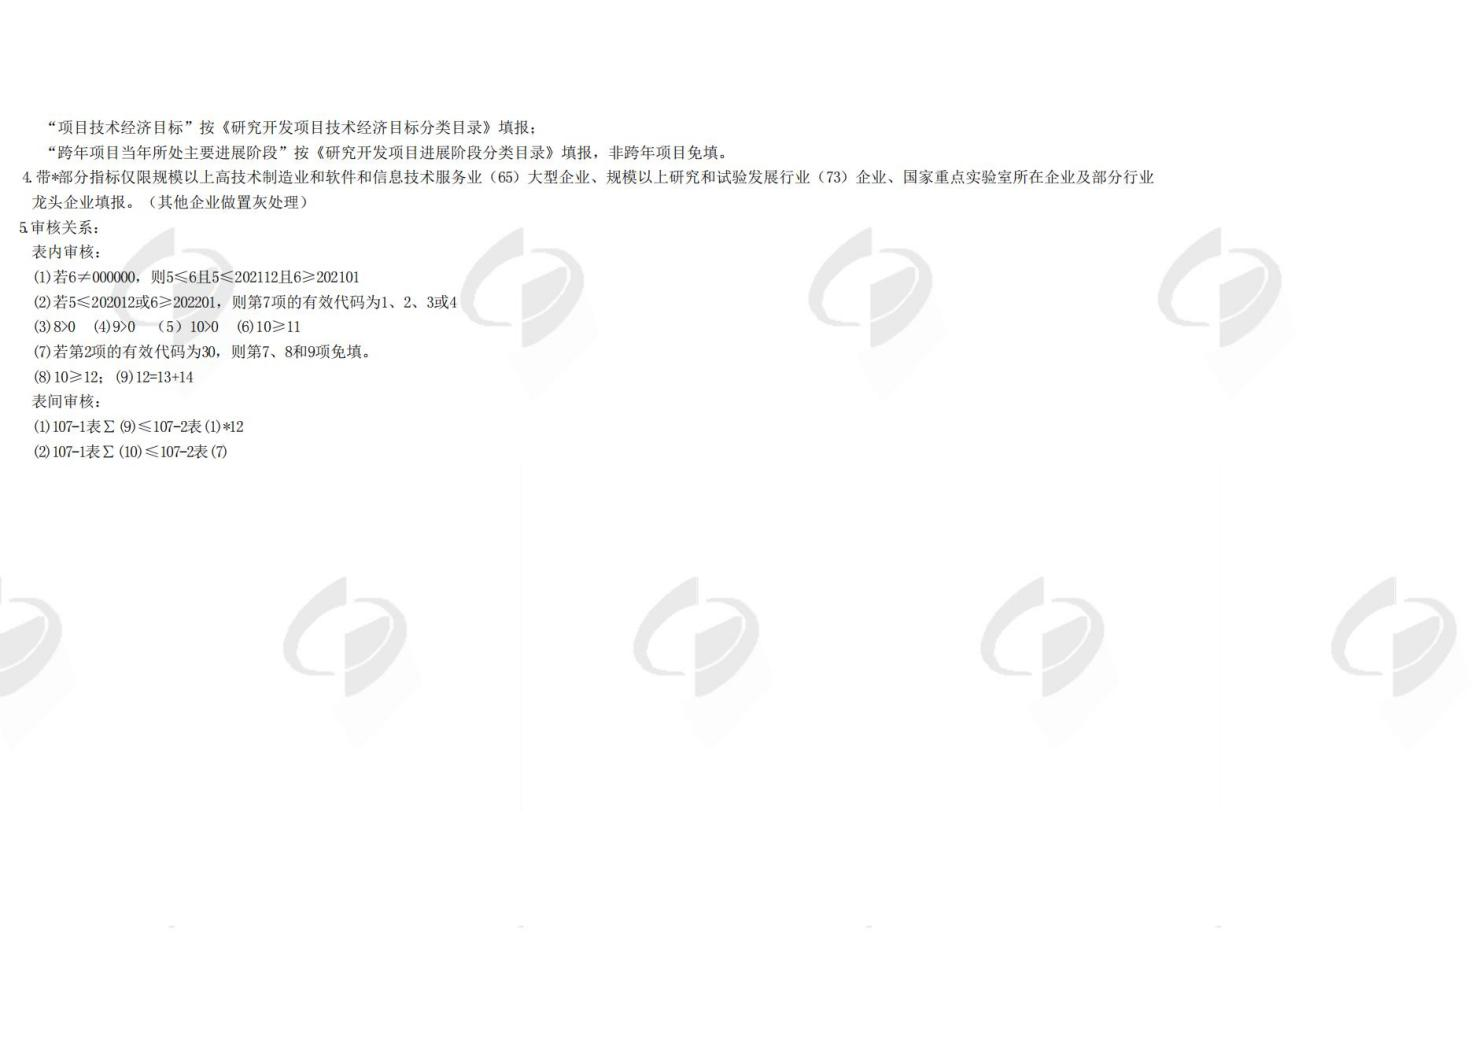 “项目技术经济目标”按《研究开发项目技术经济目标分类目录》填报；
“跨年项目当年所处主要进展阶段”按《研究开发项目进展阶段分类目录》填报，非跨年项目免填。
4.带*部分指标仅限规模以上高技术制造业和软件和信息技术服务业（65）大型企业、规模以上研究和试验发展行业（73）企业、国家重点实验室所在企业及部分行业
龙头企业填报。（其他企业做置灰处理）
5.审核关系：
表内审核：
(1)若6≠000000，则5≤6且5≤202112且6≥202101
(2)若5≤202012或6≥202201，则第7项的有效代码为1、2、3或4
(3)8>0 (4)9>0 （5）10>0 (6)10≥11
(7)若第2项的有效代码为30，则第7、8和9项免填。
(8)10≥12；(9)12=13+14
表间审核：
(1)107-1表∑(9)≤107-2表(1)*12
(2)107-1表∑(10)≤107-2表(7)